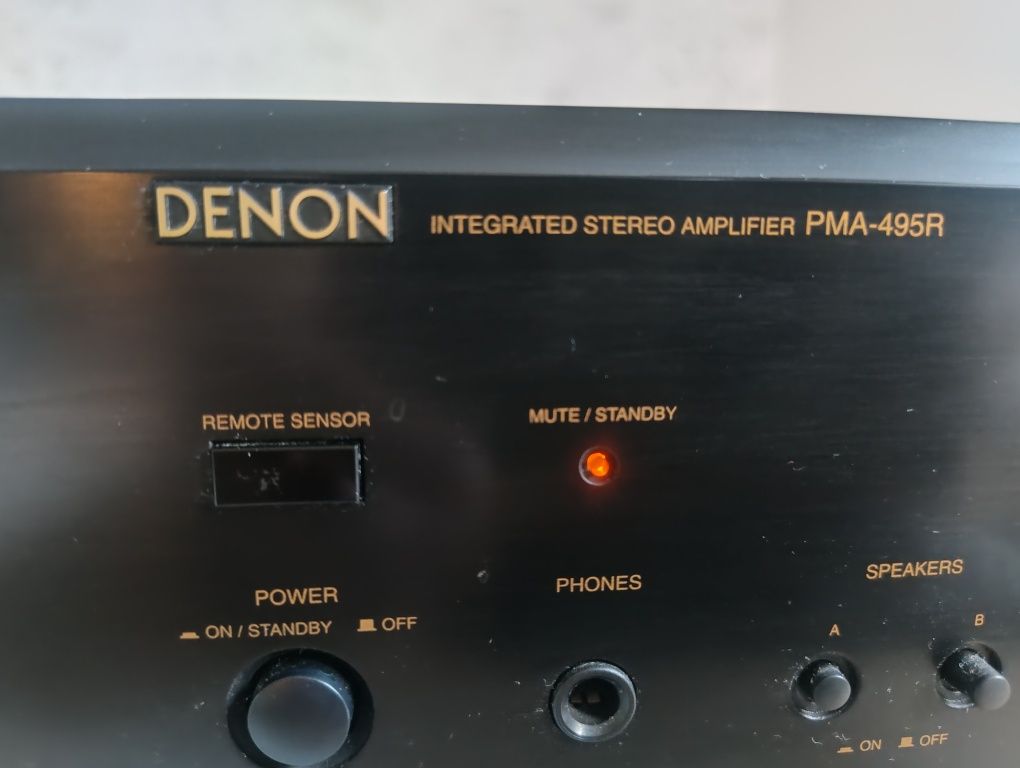 DENON INTEGRATED STEREO AMPLIFIER PMA-495R
REMOTE SENSOR
MUTE / STANDBY
POWER
ON / STANDBY OFF
PHONES
SPEAKERS
A B
ON OFF